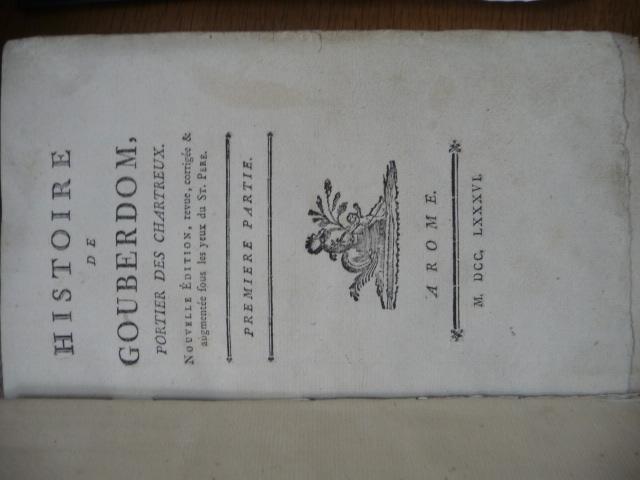 HISTOIRE
DE
GOUBERDOM,
PORTIER DES CHARTREUX.
NOUVELLE ÉDITION, revue, corrigée &
augmentée sous les yeux du ST. PERE.
PREMIERE PARTIE.
A ROME.
M. DCC. LXXXVI.